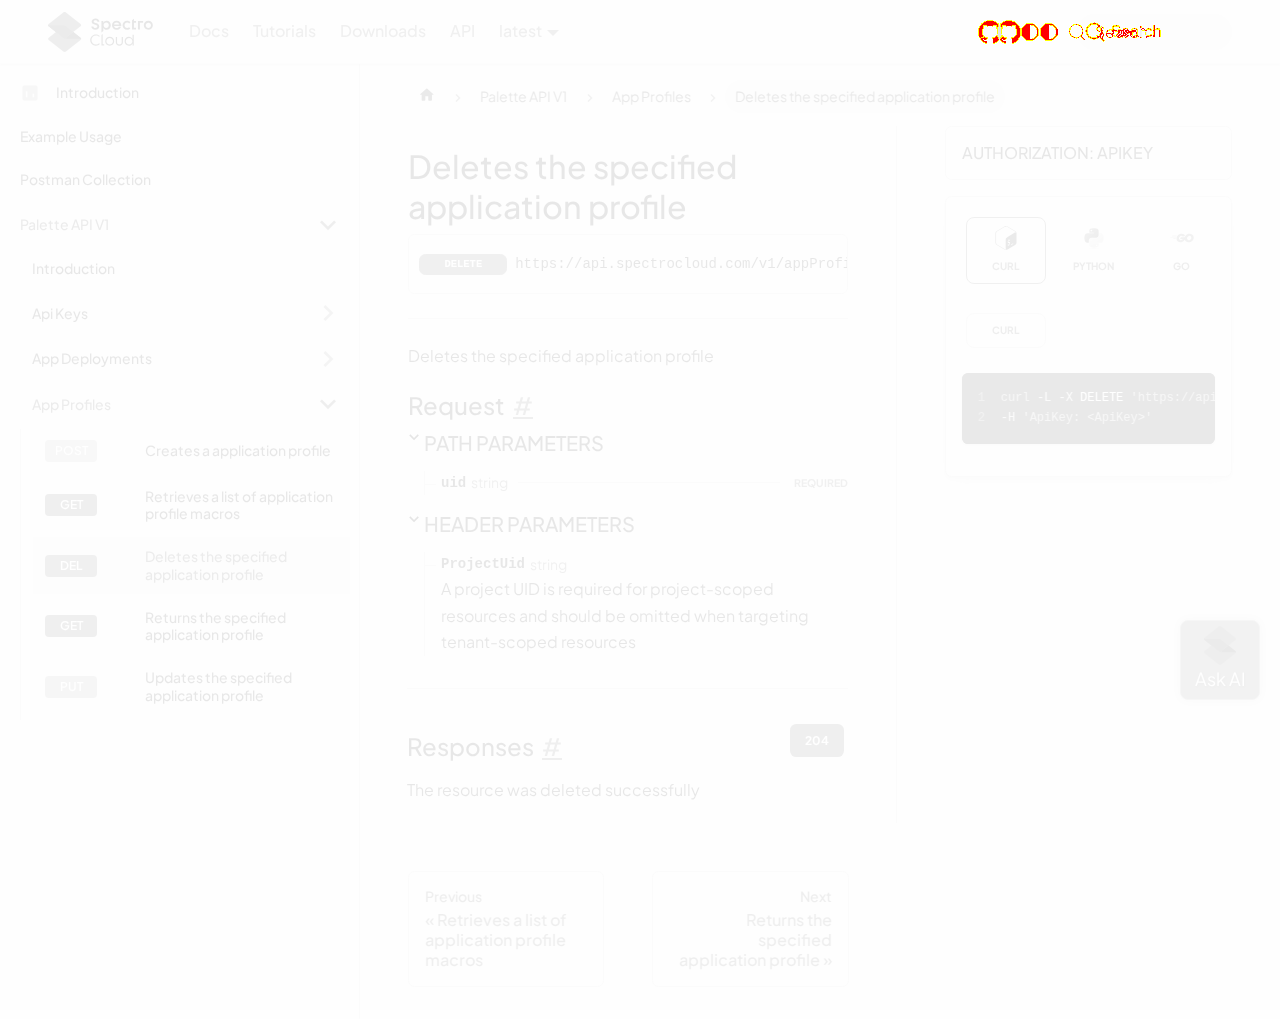 Spectro
Cloud
Docs
Tutorials
Downloads
API
latest
Introduction
Example Usage
Postman Collection
Palette API V1
Introduction
Api Keys
App Deployments
App Profiles
POST
Creates a application profile
GET
Retrieves a list of application
profile macros
DEL
Deletes the specified
application profile
GET
Returns the specified
application profile
PUT
Updates the specified
application profile
Palette API V1
App Profiles
Deletes the specified application profile
Deletes the specified
application profile
DELETE
https://api.spectrocloud.com/v1/appProfi
Deletes the specified application profile
Request #
PATH PARAMETERS
uid string
REQUIRED
HEADER PARAMETERS
ProjectUid string
A project UID is required for project-scoped
resources and should be omitted when targeting
tenant-scoped resources
Responses #
204
The resource was deleted successfully
Previous
« Retrieves a list of
application profile
macros
Next
Returns the
specified
application profile »
AUTHORIZATION: APIKEY
CURL
PYTHON
GO
GO
CURL
1 curl -L -X DELETE 'https://api
2 -H 'ApiKey: <ApiKey>'
Ask AI